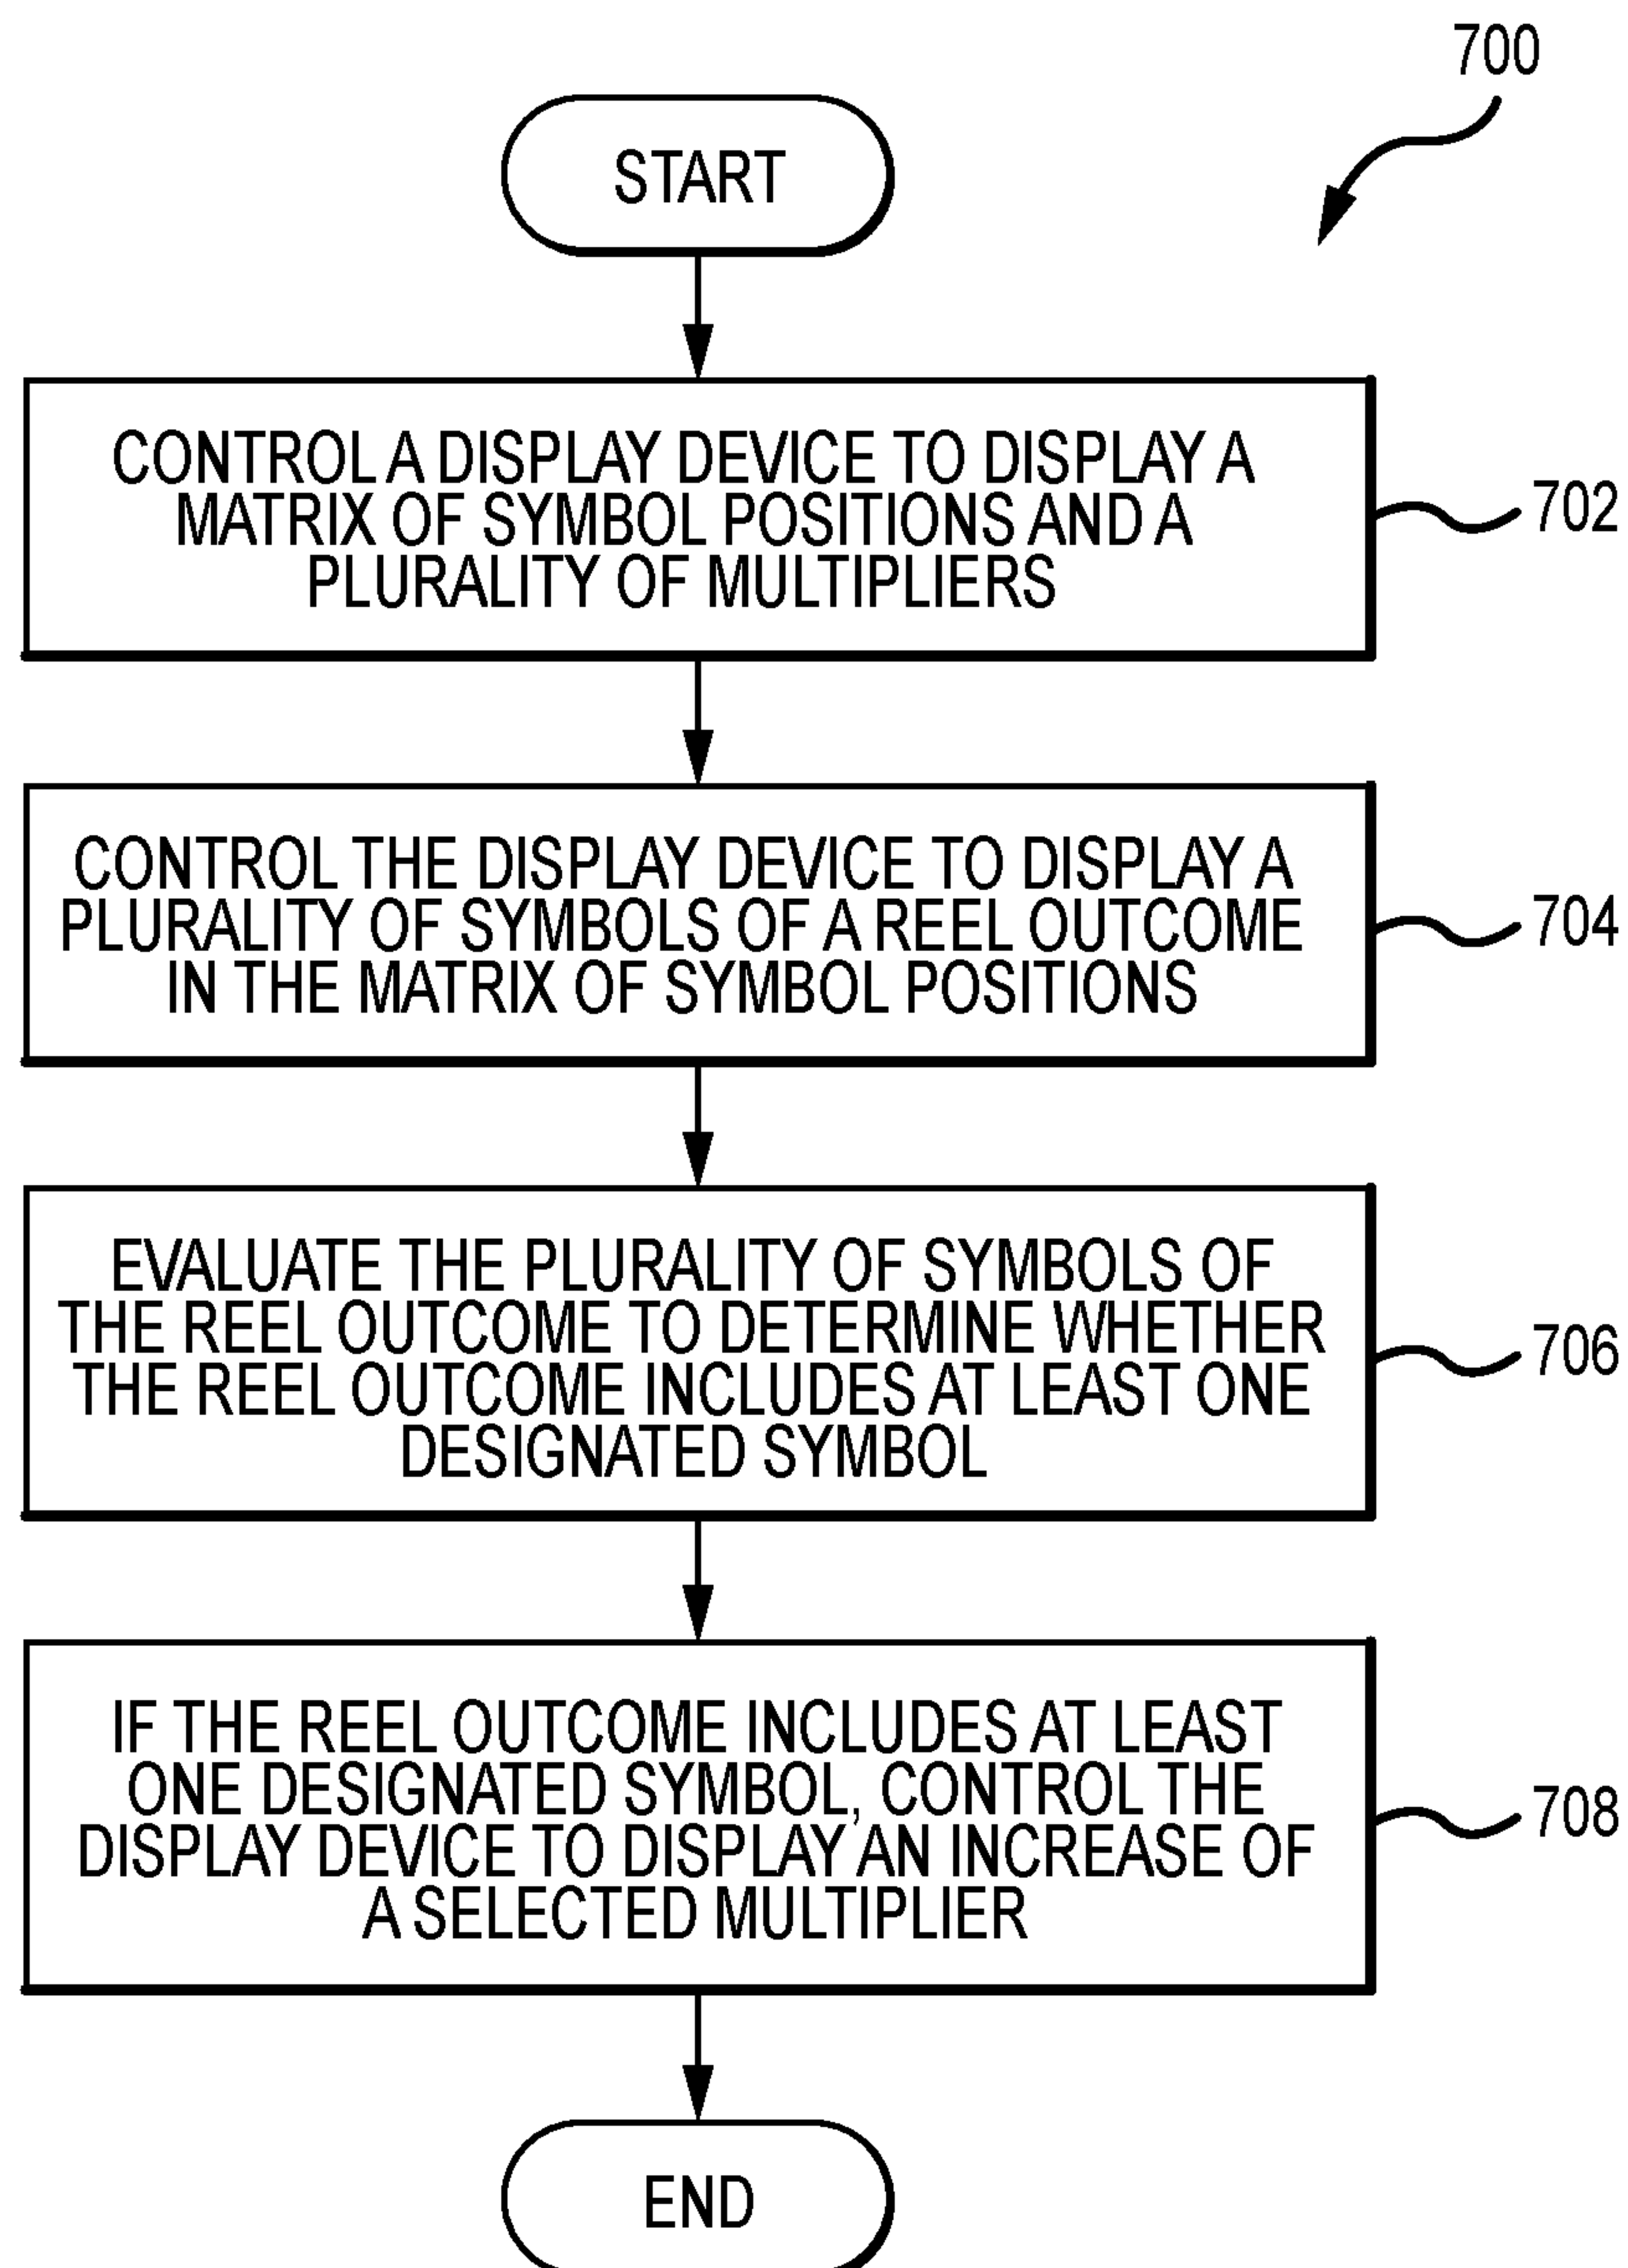 700
START
CONTROL A DISPLAY DEVICE TO DISPLAY A
MATRIX OF SYMBOL POSITIONS AND A
PLURALITY OF MULTIPLIERS
702
CONTROL THE DISPLAY DEVICE TO DISPLAY A
PLURALITY OF SYMBOLS OF A REEL OUTCOME
IN THE MATRIX OF SYMBOL POSITIONS
704
EVALUATE THE PLURALITY OF SYMBOLS OF
THE REEL OUTCOME TO DETERMINE WHETHER
THE REEL OUTCOME INCLUDES AT LEAST ONE
DESIGNATED SYMBOL
706
IF THE REEL OUTCOME INCLUDES AT LEAST
ONE DESIGNATED SYMBOL, CONTROL THE
DISPLAY DEVICE TO DISPLAY AN INCREASE OF
A SELECTED MULTIPLIER
708
END